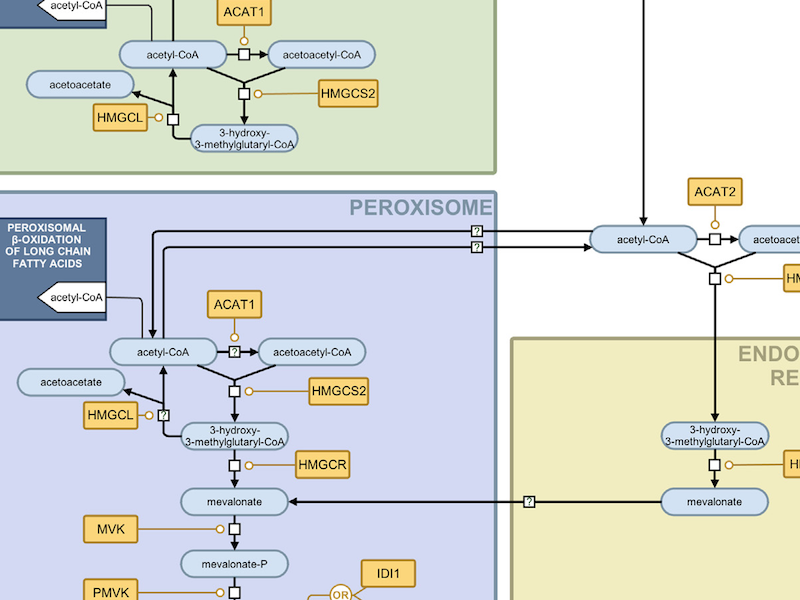 acetyl-CoA
ACAT1
acetyl-CoA
acetoacetyl-CoA
acetoacetate
HMGCS2
HMGCL
3-hydroxy-
3-methylglutaryl-CoA
PEROXISOME
ACAT2
PEROXISOMAL
β-OXIDATION
OF LONG CHAIN
FATTY ACIDS
acetyl-CoA
?
?
acetyl-CoA
acetoacet
HM
ACAT1
acetyl-CoA
?
acetoacetyl-CoA
ENDO
RE
acetoacetate
HMGCS2
HMGCL
?
3-hydroxy-
3-methylglutaryl-CoA
3-hydroxy-
3-methylglutaryl-CoA
HMGCR
H
mevalonate
?
mevalonate
MVK
mevalonate-P
IDI1
PMVK
OR